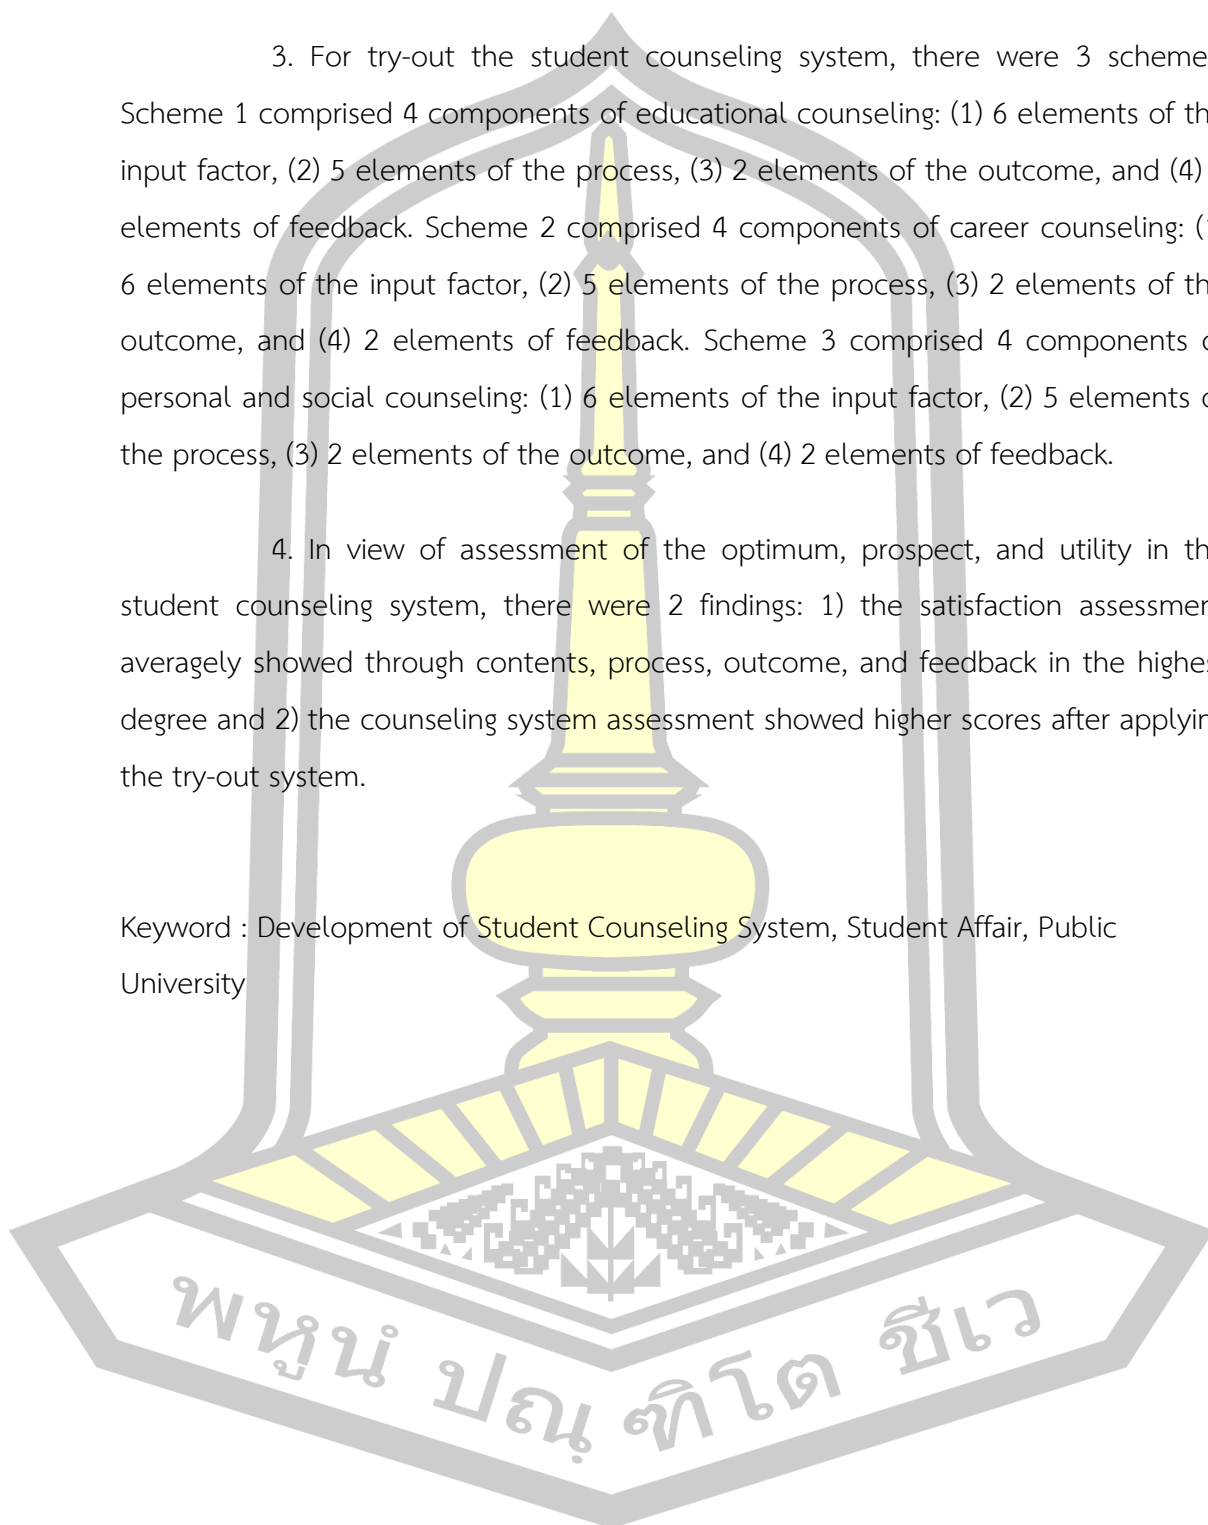 3. For try-out the student counseling system, there were 3 scheme
Scheme 1 comprised 4 components of educational counseling: (1) 6 elements of th
input factor, (2) 5 elements of the process, (3) 2 elements of the outcome, and (4)
elements of feedback. Scheme 2 comprised 4 components of career counseling: (1
6 elements of the input factor, (2) 5 elements of the process, (3) 2 elements of th
outcome, and (4) 2 elements of feedback. Scheme 3 comprised 4 components o
personal and social counseling: (1) 6 elements of the input factor, (2) 5 elements o
the process, (3) 2 elements of the outcome, and (4) 2 elements of feedback.
4. In view of assessment of the optimum, prospect, and utility in th
student counseling system, there were 2 findings: 1) the satisfaction assessmen
averagely showed through contents, process, outcome, and feedback in the highes
degree and 2) the counseling system assessment showed higher scores after applyin
the try-out system.
Keyword : Development of Student Counseling System, Student Affair, Public
University
พหูนํ ปณฺฑิโต ชีเว